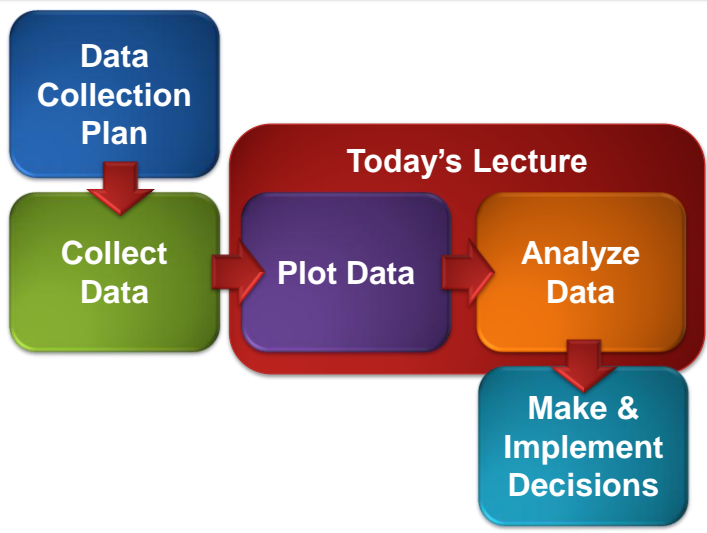 Data
Collection
Plan
Today's Lecture
Collect
Data
Plot Data
Analyze
Data
Make &
Implement
Decisions